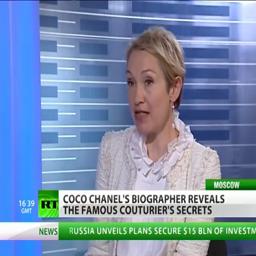 MOSCOW
16:39
GMT
RT
COCO CHANEL'S BIOGRAPHER REVEALS
THE FAMOUS COUTURIER'S SECRETS
NEWS
RUSSIA UNVEILS PLANS SECURE $15 BLN OF INVESTM